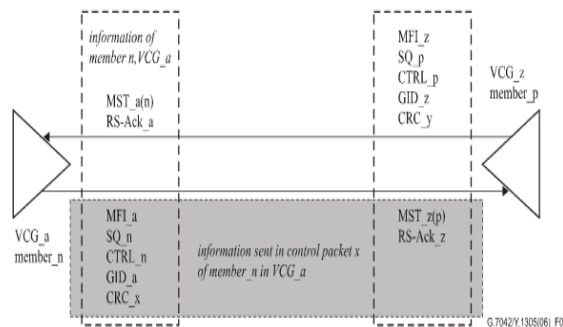 information of
member n,VCG_a
MFI_z
SQ_p
CTRL_p
GID_z
CRC_y
VCG_z
member_p
MST_a(n)
RS-Ack_a
VCG_a
member_n
MFI_a
SQ_n
CTRL_n
GID_a
CRC_x
information sent in control packet x
of member_n in VCG_a
MST_z(p)
RS-Ack_z
G.7042/Y.1305(06)_F0